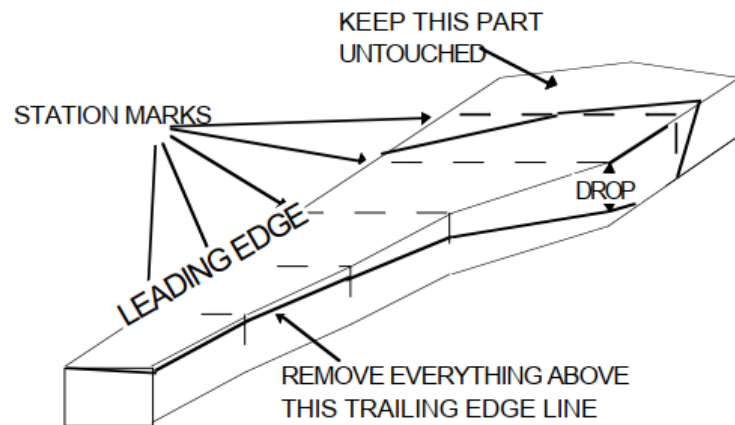 KEEP THIS PART
UNTOUCHED
STATION MARKS
DROP
LEADING EDGE
REMOVE EVERYTHING ABOVE
THIS TRAILING EDGE LINE